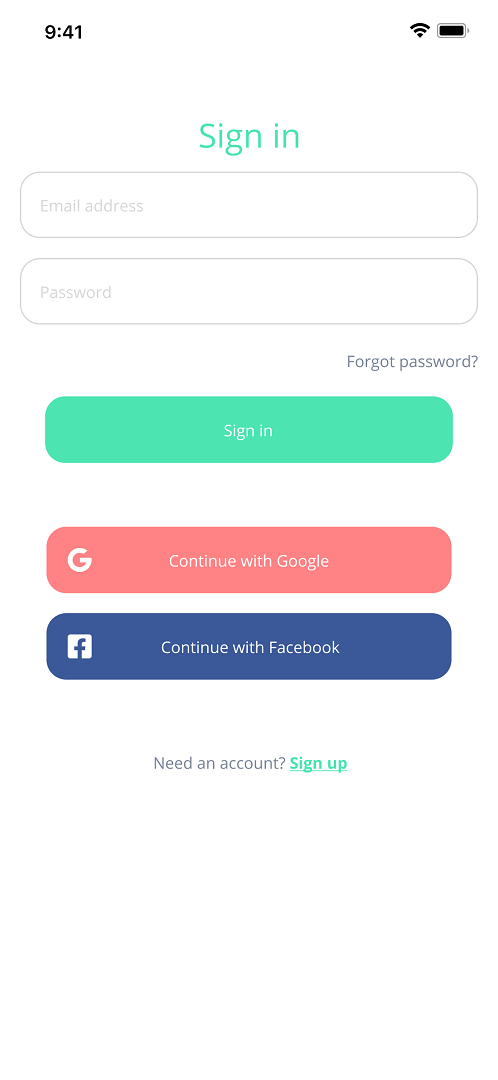 9:41
Sign in
Email address
Password
Forgot password?
Sign in
Continue with Google
Continue with Facebook
Need an account? Sign up